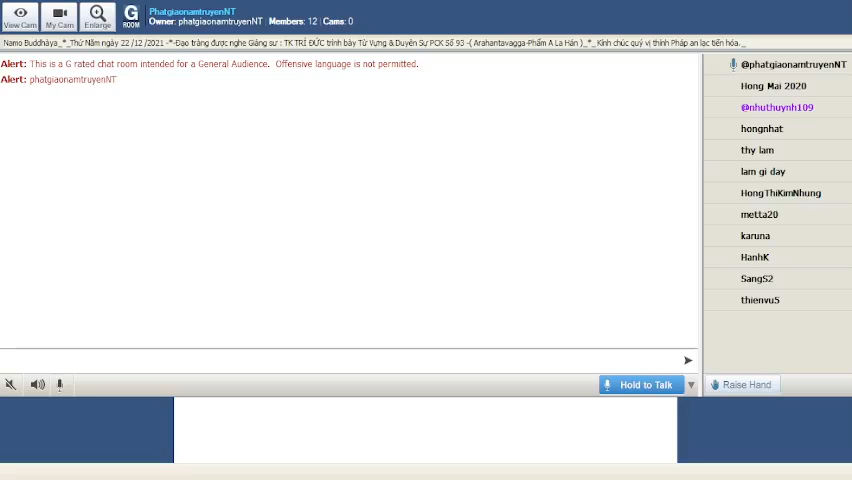 View Cam
My Cam
Enlarge
G
ROOM
PhatgiaonamtruyenNT
Owner: phatgiaonamtruyenNT | Members: 12 | Cams: 0
Namo Buddhàya_*_Thứ Năm ngày 22 /12 /2021 -*-Đạo tràng được nghe Giảng sư : TK TRÍ ĐỨC trình bày Từ Vựng & Duyên Sự PCK Số 93 -( Arahantavagga-Phẩm A La Hán )_*_ Kính chúc quý vị thính Pháp an lạc tiến hóa._
Alert: This is a G rated chat room intended for a General Audience. Offensive language is not permitted.
Alert: phatgiaonamtruyenNT
@phatgiaonamtruyenNT
Hong Mai 2020
@nhuthuynh109
hongnhat
thy lam
lam gi day
HongThiKimNhung
metta20
karuna
HanhK
SangS2
thienvu5
Hold to Talk
Raise Hand